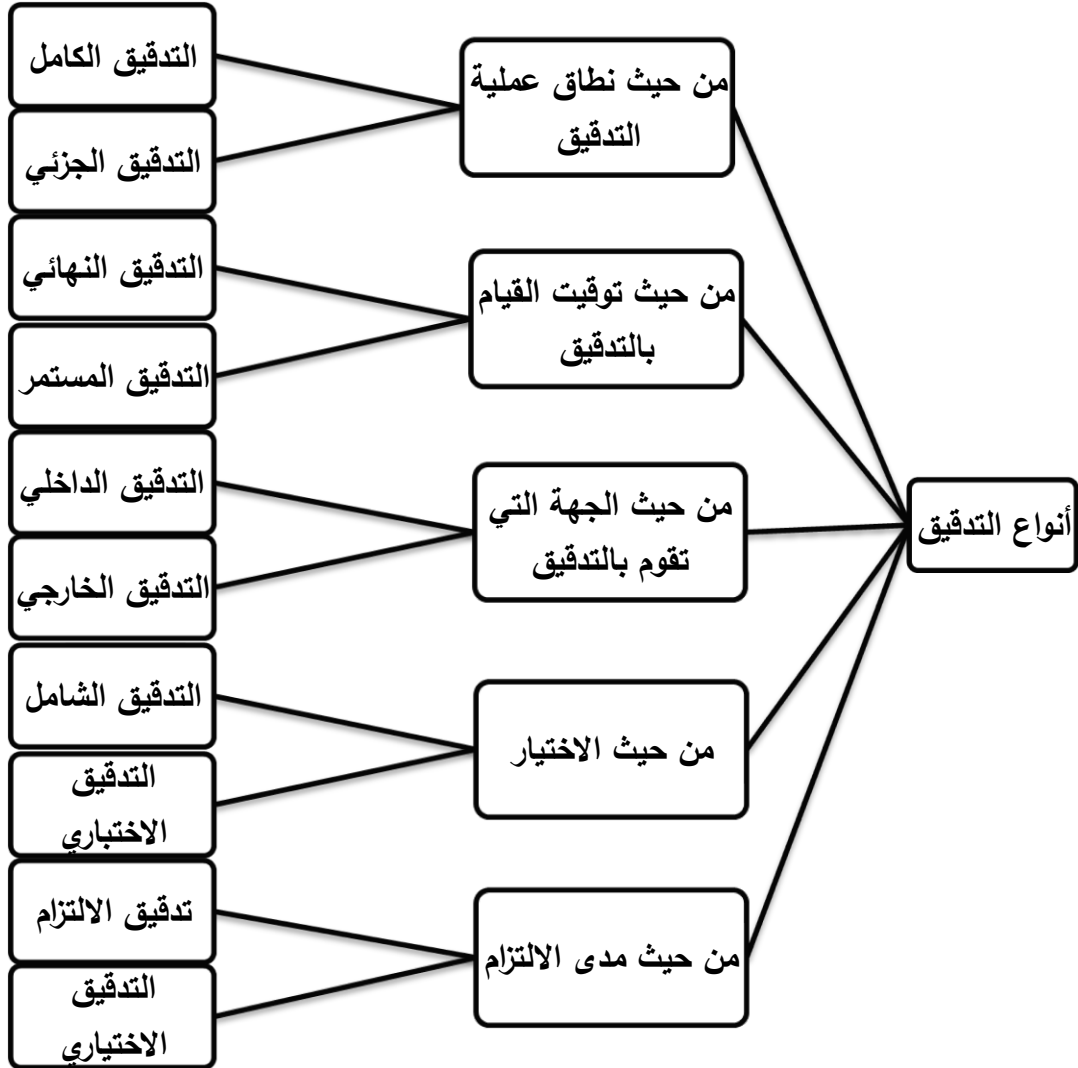 أنواع التدقيق
من حيث نطاق عملية
التدقيق
التدقيق الكامل
التدقيق الجزئي
من حيث توقيت القيام
بالتدقيق
التدقيق النهائي
التدقيق المستمر
من حيث الجهة التي
تقوم بالتدقيق
التدقيق الداخلي
التدقيق الخارجي
من حيث الاختيار
التدقيق الشامل
التدقيق
الاختباري
من حيث مدى الالتزام
تدقيق الالتزام
التدقيق
الاختياري